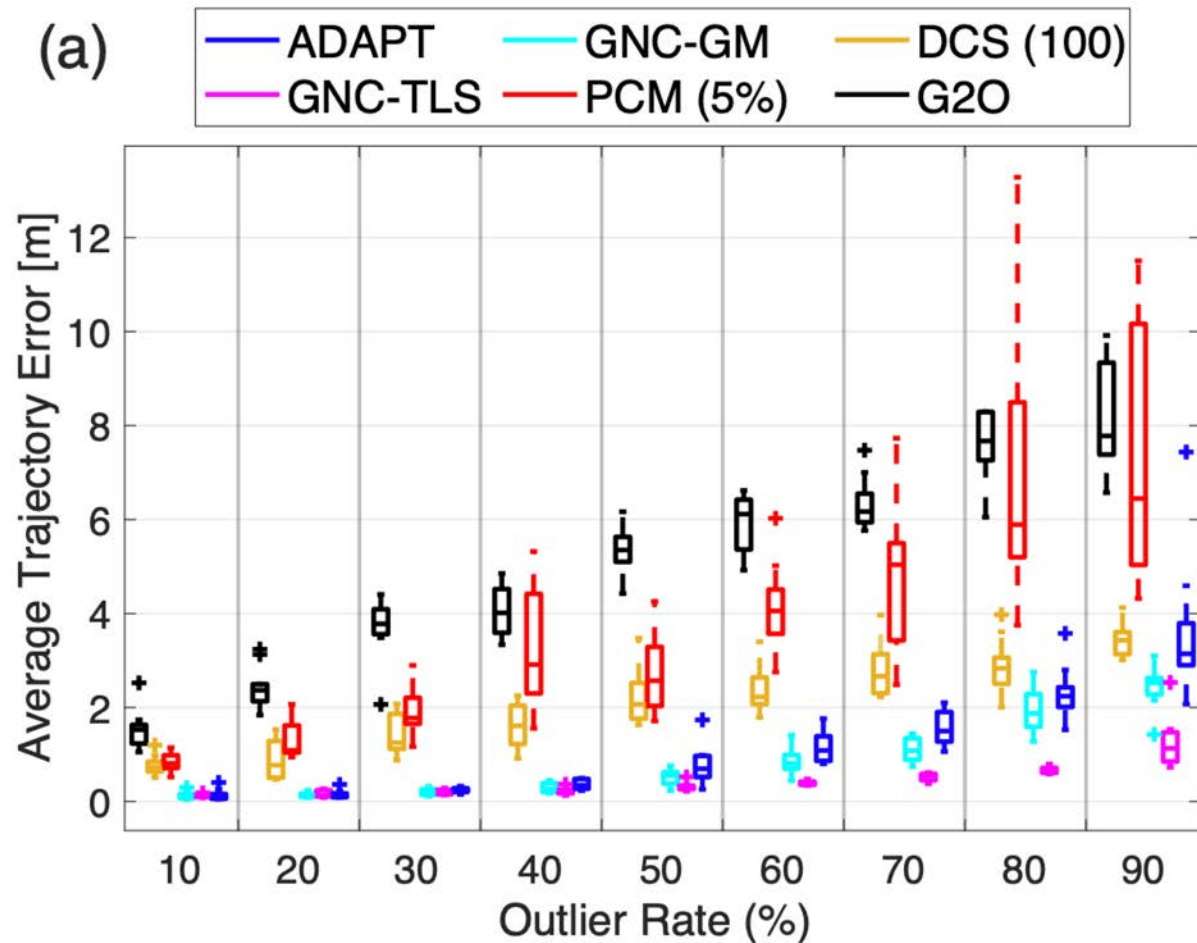 (a)
ADAPT GNC-GM DCS (100)
GNC-TLS PCM (5%) G2O
Average Trajectory Error [m]
12
10
8
6
4
2
0
10 20 30 40 50 60 70 80 90
Outlier Rate (%)